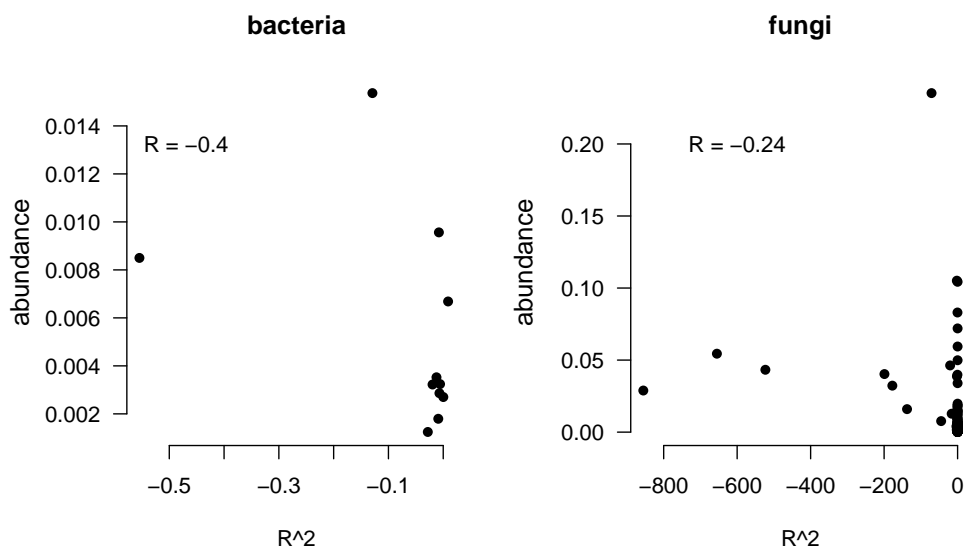 bacteria
R = −0.4
abundance
0.014
0.012
0.010
0.008
0.006
0.004
0.002
−0.5
−0.3
−0.1
R^2
fungi
R = −0.24
abundance
0.20
0.15
0.10
0.05
0.00
−800
−600
−400
−200
0
R^2